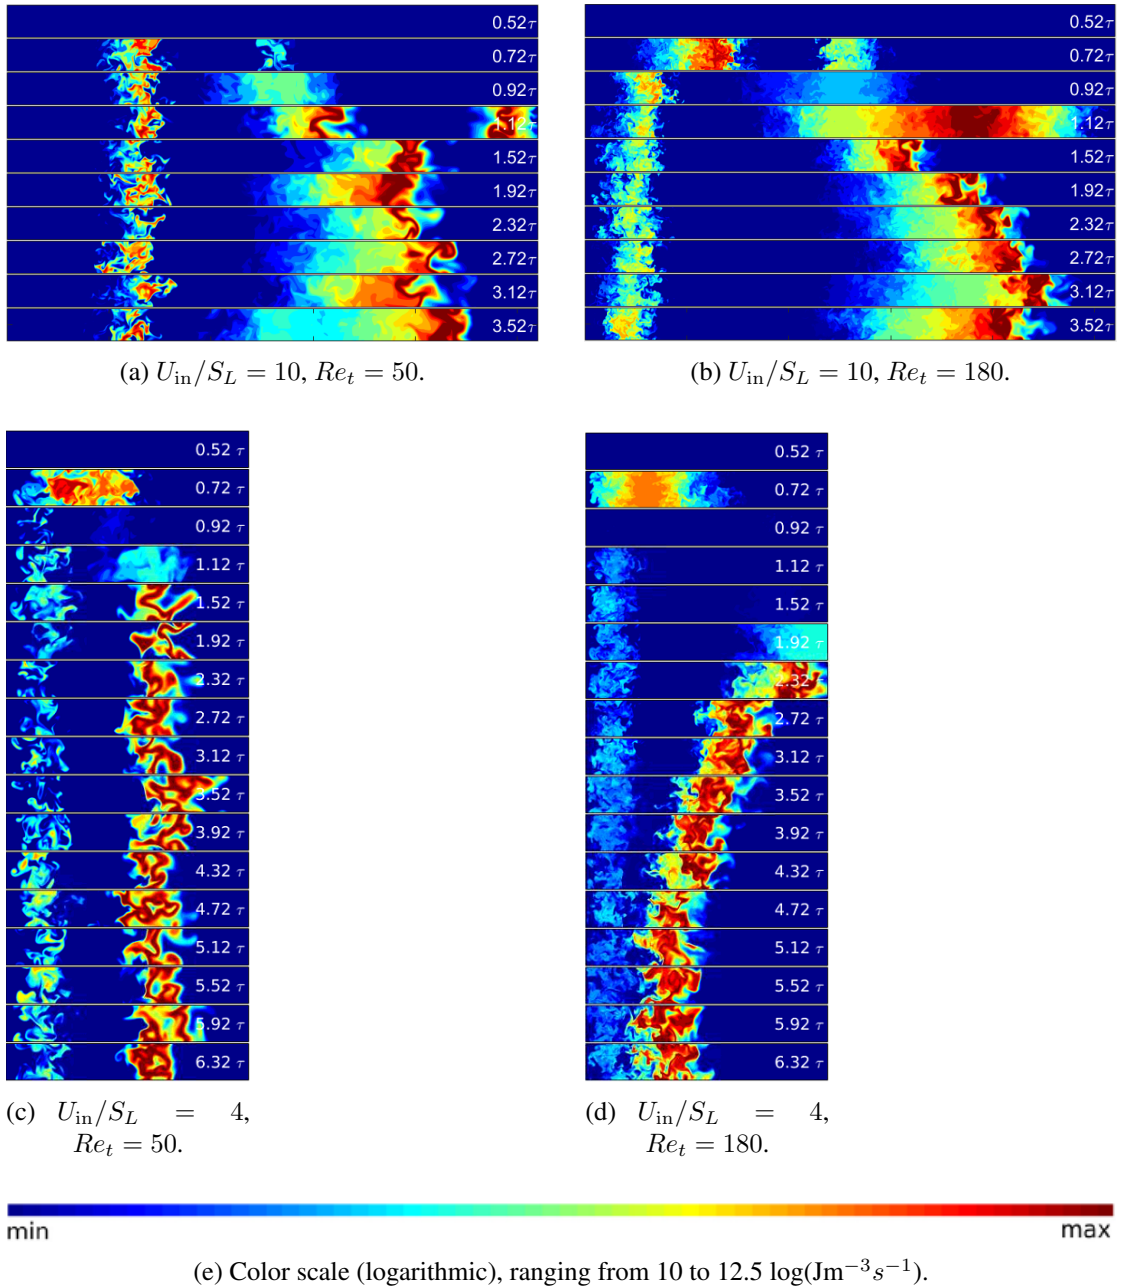 0.52τ
0.72τ
0.92τ
1.12τ
1.52τ
1.92τ
2.32τ
2.72τ
3.12τ
3.52τ
(a) U_in/S_L = 10, Re_t = 50.
0.52τ
0.72τ
0.92τ
1.12τ
1.52τ
1.92τ
2.32τ
2.72τ
3.12τ
3.52τ
(b) U_in/S_L = 10, Re_t = 180.
0.52 τ
0.72 τ
0.92 τ
1.12 τ
1.52 τ
1.92 τ
2.32 τ
2.72 τ
3.12 τ
3.52 τ
3.92 τ
4.32 τ
4.72 τ
5.12 τ
5.52 τ
5.92 τ
6.32 τ
(c) U_in/S_L = 4,
Re_t = 50.
0.52 τ
0.72 τ
0.92 τ
1.12 τ
1.52 τ
1.92 τ
2.32 τ
2.72 τ
3.12 τ
3.52 τ
3.92 τ
4.32 τ
4.72 τ
5.12 τ
5.52 τ
5.92 τ
6.32 τ
(d) U_in/S_L = 4,
Re_t = 180.
min max
(e) Color scale (logarithmic), ranging from 10 to 12.5 log(Jm⁻³s⁻¹).